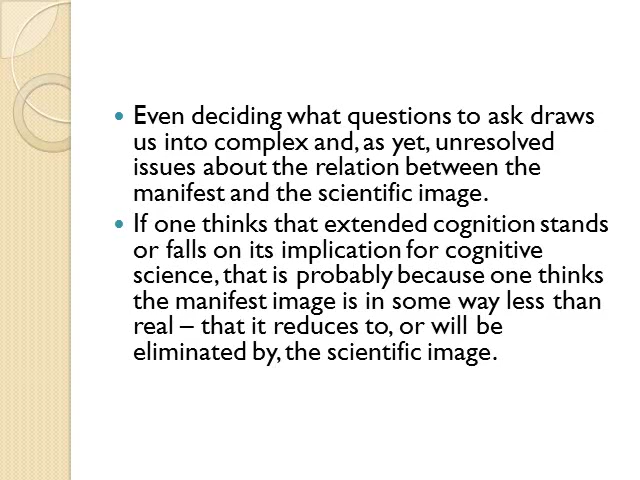 • Even deciding what questions to ask draws
us into complex and, as yet, unresolved
issues about the relation between the
manifest and the scientific image.
• If one thinks that extended cognition stands
or falls on its implication for cognitive
science, that is probably because one thinks
the manifest image is in some way less than
real – that it reduces to, or will be
eliminated by, the scientific image.